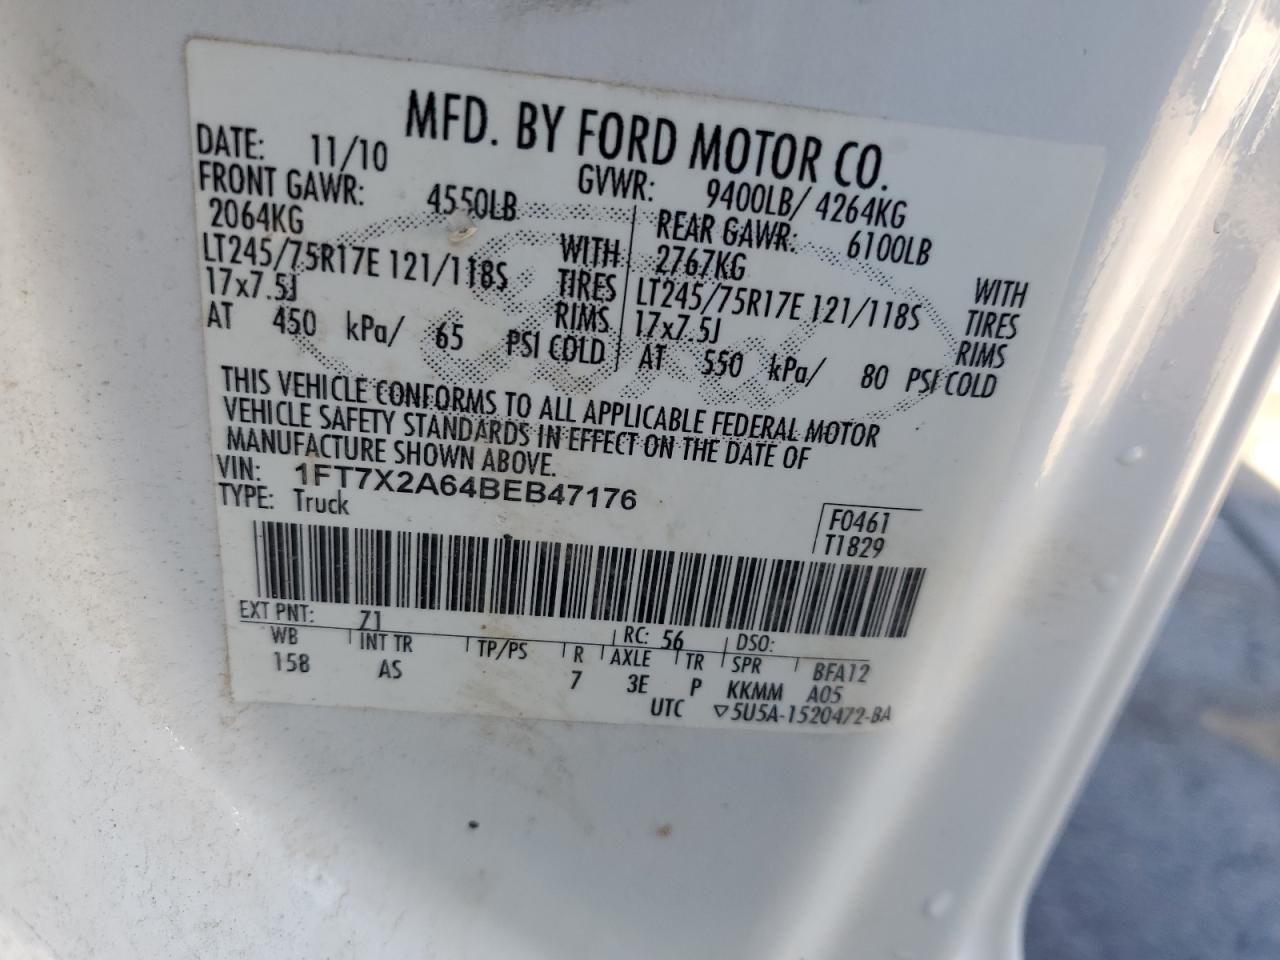 MFD. BY FORD MOTOR CO.
DATE: 11/10 GVWR: 9400LB/ 4264KG
FRONT GAWR: 4550LB REAR GAWR: 6100LB
2064KG WITH 2767KG WITH
LT245/75R17E 121/118S TIRES LT245/75R17E 121/118S TIRES
17x7.5J RIMS 17x7.5J RIMS
AT 450 kPa/ 65 PSI COLD AT 550 kPa/ 80 PSI COLD
THIS VEHICLE CONFORMS TO ALL APPLICABLE FEDERAL MOTOR
VEHICLE SAFETY STANDARDS IN EFFECT ON THE DATE OF
MANUFACTURE SHOWN ABOVE.
VIN: 1FT7X2A64BEB47176
TYPE: Truck F0461
T1829
EXT PNT: Z1 RC: 56 DSO:
WB INT TR TP/PS R AXLE TR SPR BFA12
158 AS 7 3E P KKMM A05
UTC ▽5U5A-1520472-BA